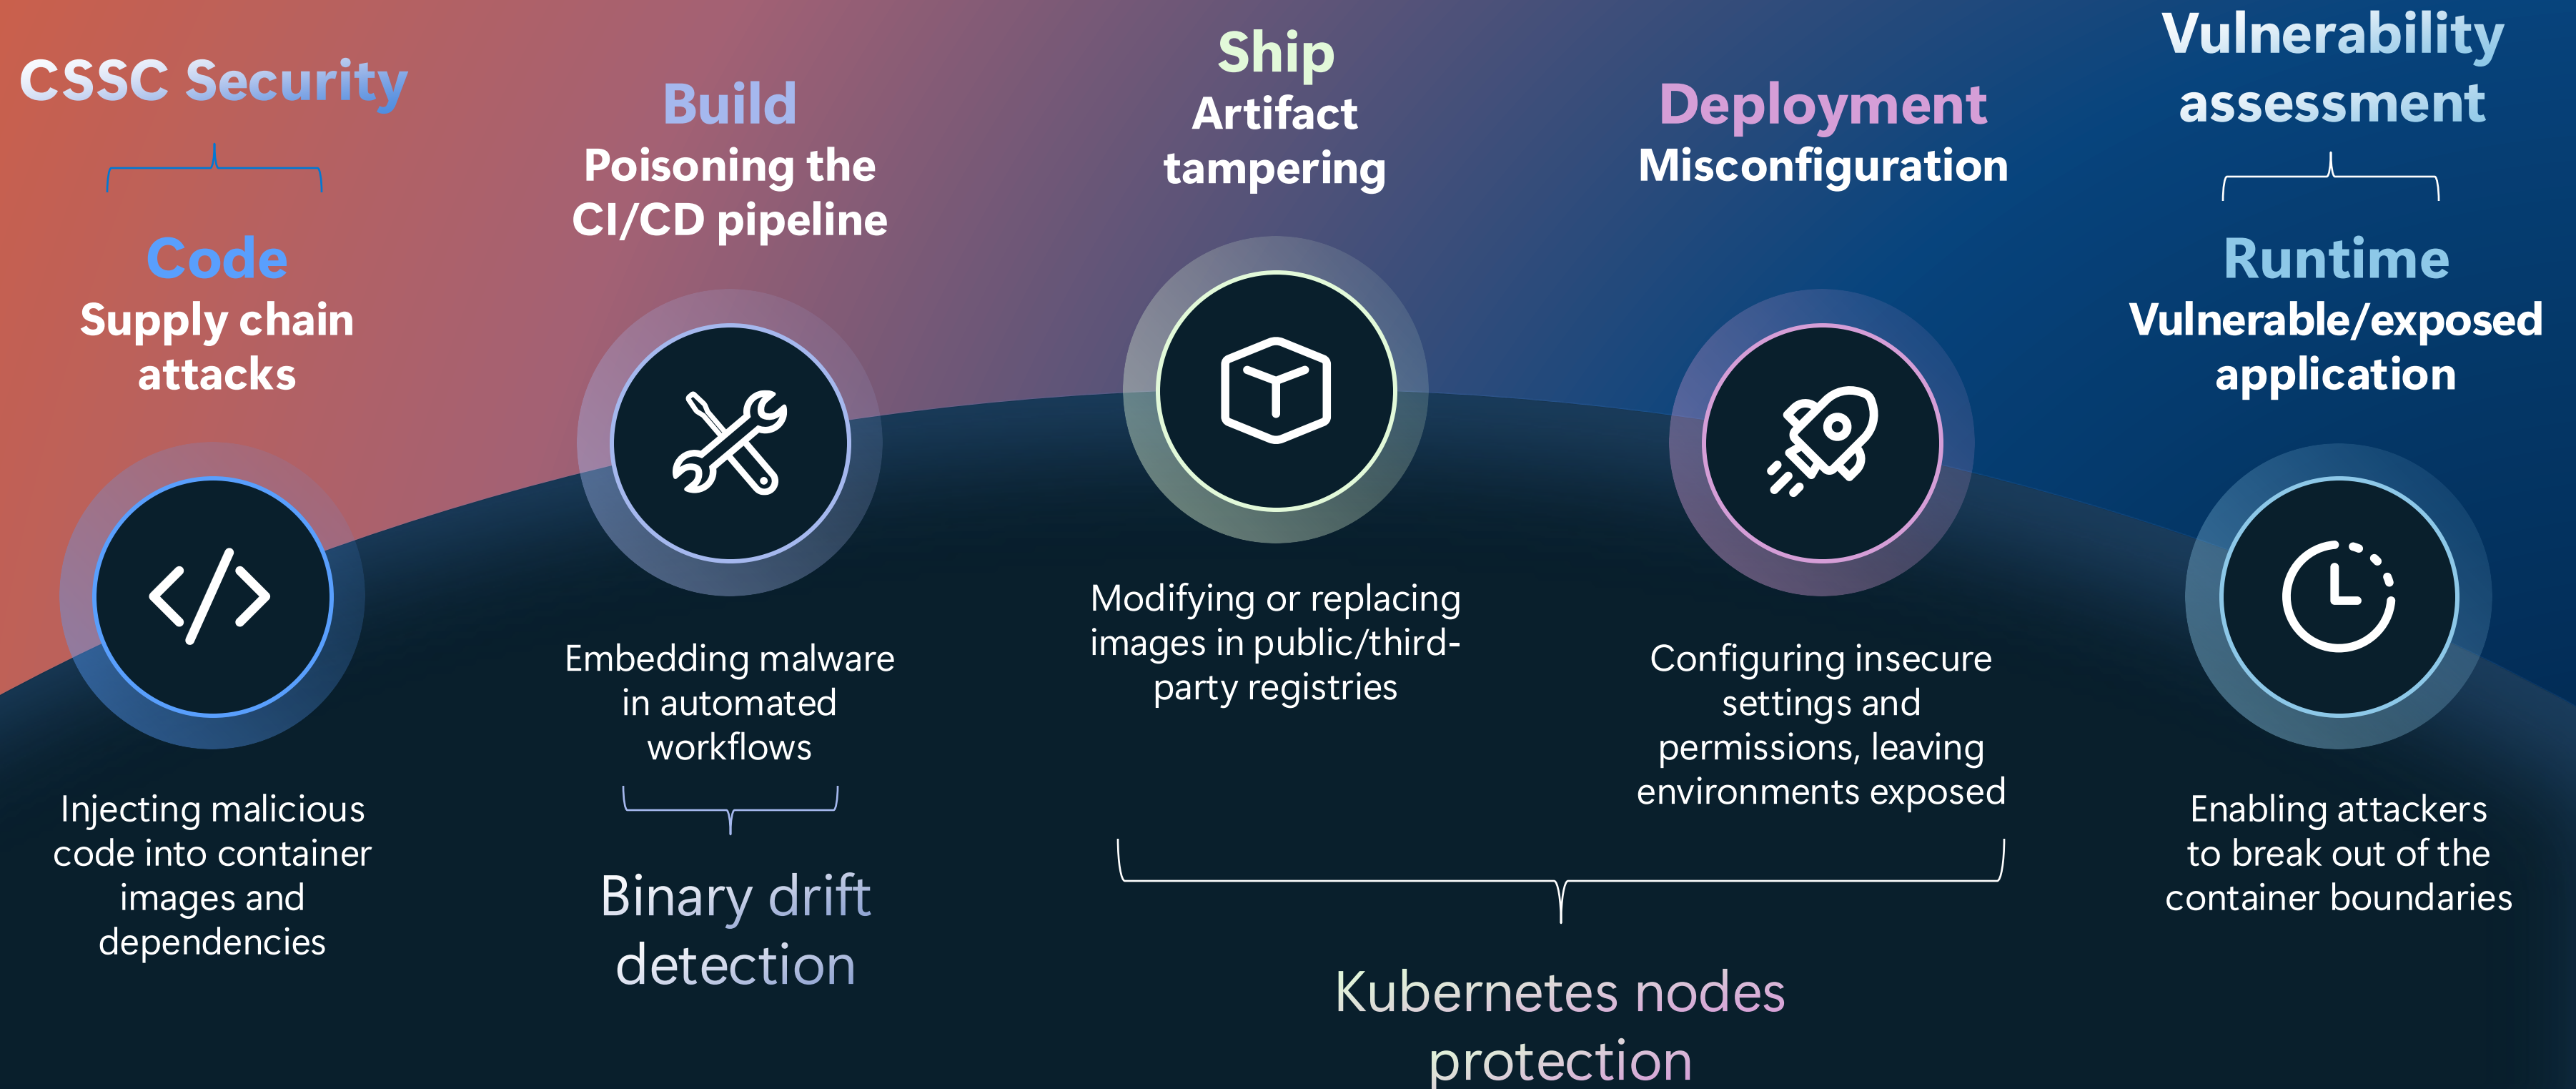 CSSC Security
Code
Supply chain
attacks
Injecting malicious
code into container
images and
dependencies
Build
Poisoning the
CI/CD pipeline
Embedding malware
in automated
workflows
Binary drift
detection
Ship
Artifact
tampering
Modifying or replacing
images in public/third-
party registries
Deployment
Misconfiguration
Configuring insecure
settings and
permissions, leaving
environments exposed
Kubernetes nodes
protection
Vulnerability
assessment
Runtime
Vulnerable/exposed
application
Enabling attackers
to break out of the
container boundaries